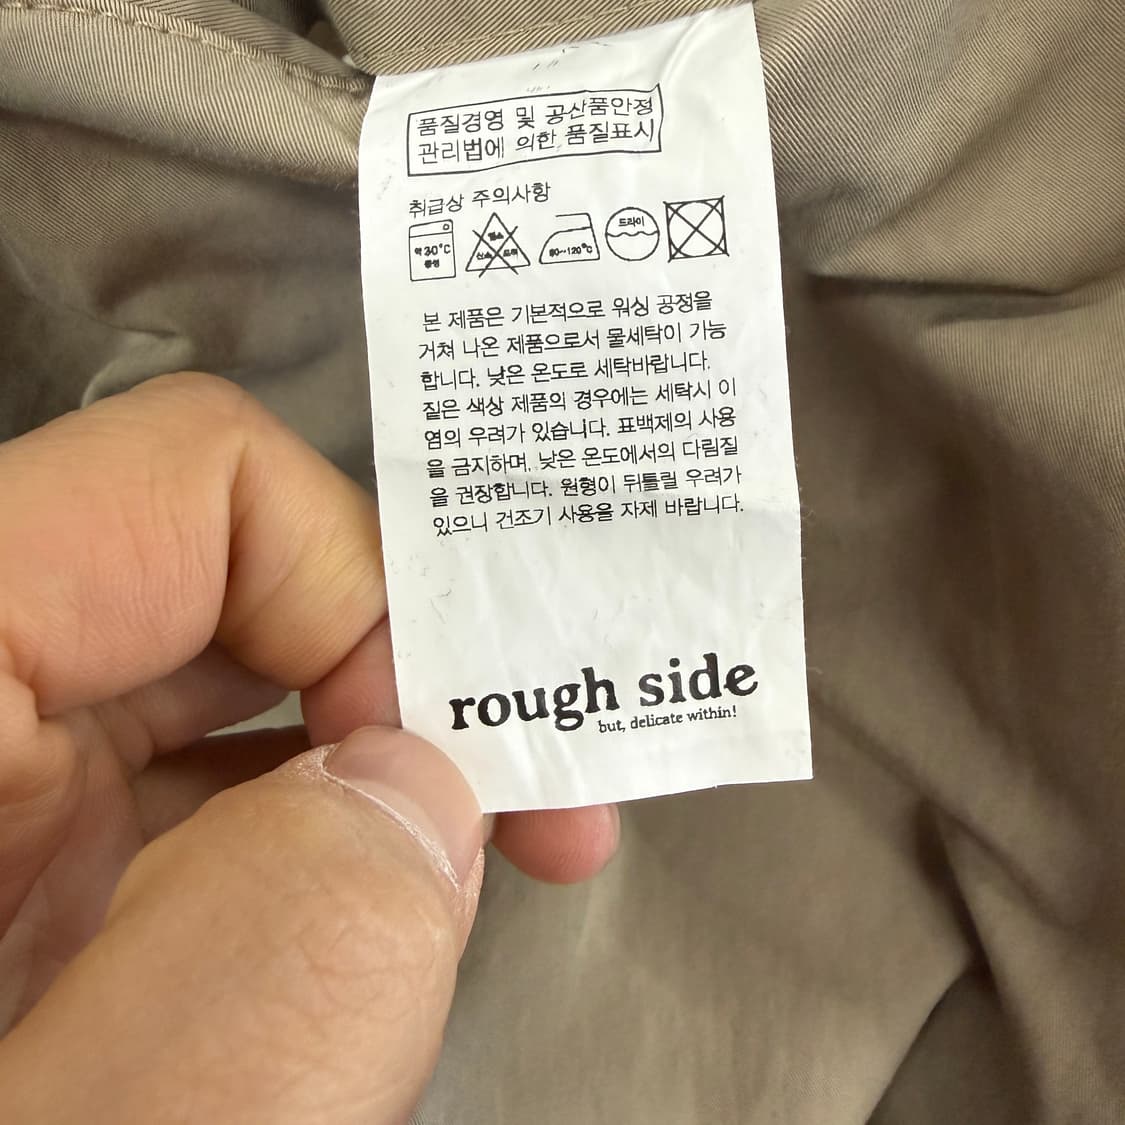 품질경영 및 공산품안정
관리법에 의한 품질표시
취급상 주의사항
약 30°C
중성
염소
산소 표백
80~120°C
드라이
본 제품은 기본적으로 워싱 공정을
거쳐 나온 제품으로서 물세탁이 가능
합니다. 낮은 온도로 세탁바랍니다.
짙은 색상 제품의 경우에는 세탁시 이
염의 우려가 있습니다. 표백제의 사용
을 금지하며, 낮은 온도에서의 다림질
을 권장합니다. 원형이 뒤틀릴 우려가
있으니 건조기 사용을 자제 바랍니다.
rough side
but, delicate within!